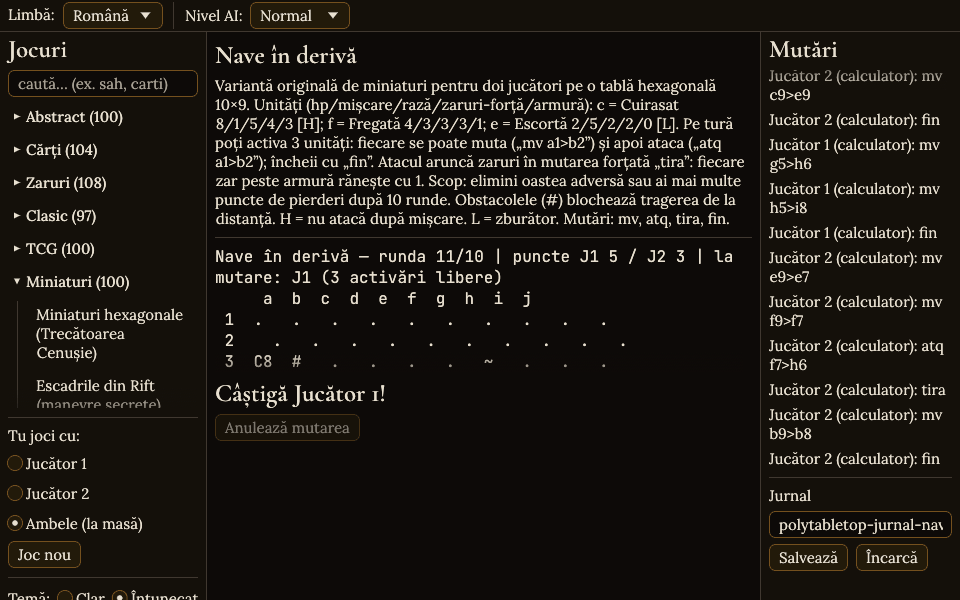 Limbă: Română ▼ Nivel AI: Normal ▼
Jocuri
caută... (ex. sah, carti)
▸ Abstract (100)
▸ Cărți (104)
▸ Zaruri (108)
▸ Clasic (97)
▸ TCG (100)
▾ Miniaturi (100)
Miniaturi hexagonale
(Trecătoarea
Cenușie)
Escadrile din Rift
(manevre secrete)
Tu joci cu:
Jucător 1
Jucător 2
Ambele (la masă)
Joc nou
Temă: Clar Întunecat
Nave în derivă
Variantă originală de miniaturi pentru doi jucători pe o tablă hexagonală
10×9. Unități (hp/mișcare/rază/zaruri-forță/armură): c = Cuirasat
8/1/5/4/3 [H]; f = Fregată 4/3/3/3/1; e = Escortă 2/5/2/2/0 [L]. Pe tură
poți activa 3 unități: fiecare se poate muta („mv a1>b2”) și apoi ataca („atq
a1>b2”); închei cu „fin”. Atacul aruncă zaruri în mutarea forțată „tira”: fiecare
zar peste armură rănește cu 1. Scop: elimini oastea adversă sau ai mai multe
puncte de pierderi după 10 runde. Obstacolele (#) blochează tragerea de la
distanță. H = nu atacă după mișcare. L = zburător. Mutări: mv, atq, tira, fin.
Nave în derivă — runda 11/10 | puncte J1 5 / J2 3 | la
mutare: J1 (3 activări libere)
a b c d e f g h i j
1 . . . . . . . . . .
2 . . . . . . . . . .
3 C8 # . . . . ~ . . .
Câștigă Jucător 1!
Anulează mutarea
Mutări
Jucător 2 (calculator): mv
c9>e9
Jucător 2 (calculator): fin
Jucător 1 (calculator): mv
g5>h6
Jucător 1 (calculator): mv
h5>i8
Jucător 1 (calculator): fin
Jucător 2 (calculator): mv
e9>e7
Jucător 2 (calculator): mv
f9>f7
Jucător 2 (calculator): atq
f7>h6
Jucător 2 (calculator): tira
Jucător 2 (calculator): mv
b9>b8
Jucător 2 (calculator): fin
Jurnal
polytabletop-jurnal-nav
Salvează Încarcă